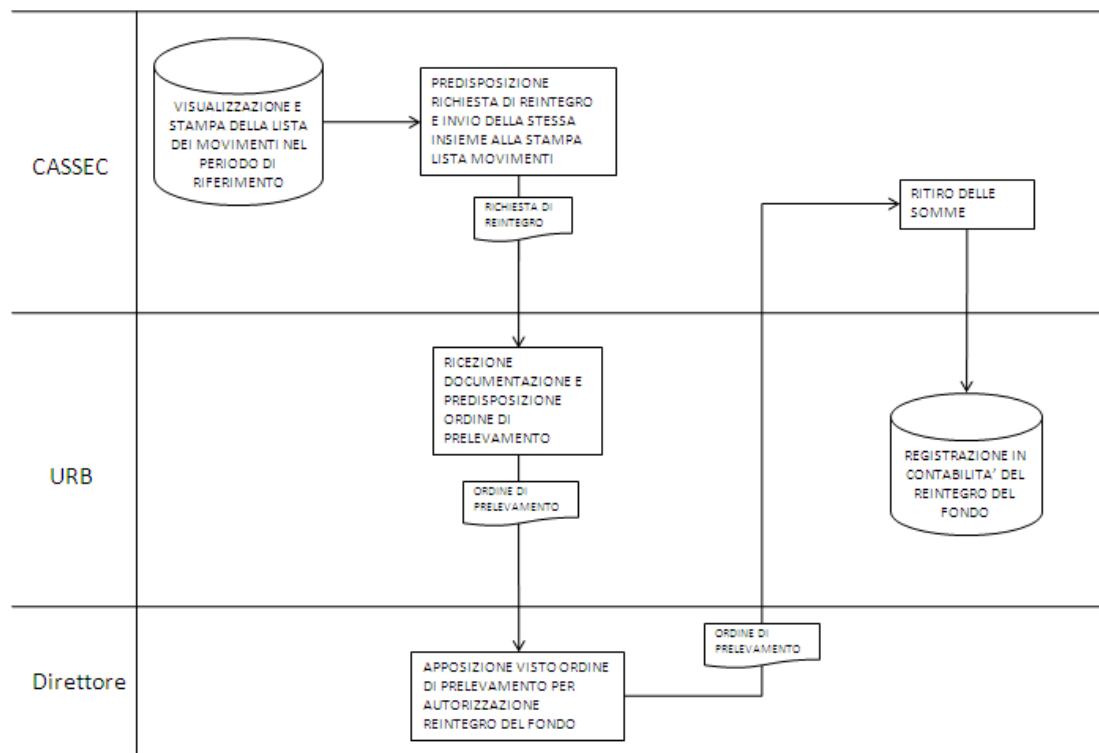 CASSEC
VISUALIZZAZIONE E
STAMPA DELLA LISTA
DEI MOVIMENTI NEL
PERIODO DI
RIFERIMENTO
PREDISPOSIZIONE
RICHIESTA DI REINTEGRO
E INVIO DELLA STESSA
INSIEME ALLA STAMPA
LISTA MOVIMENTI
RICHIESTA DI
REINTEGRO
RITIRO DELLE
SOMME
URB
RICEZIONE
DOCUMENTAZIONE E
PREDISPOSIZIONE
ORDINE DI
PRELEVAMENTO
ORDINE DI
PRELEVAMENTO
REGISTRAZIONE IN
CONTABILITA' DEL
REINTEGRO DEL
FONDO
Direttore
APPOSIZIONE VISTO ORDINE
DI PRELEVAMENTO PER
AUTORIZZAZIONE
REINTEGRO DEL FONDO
ORDINE DI
PRELEVAMENTO